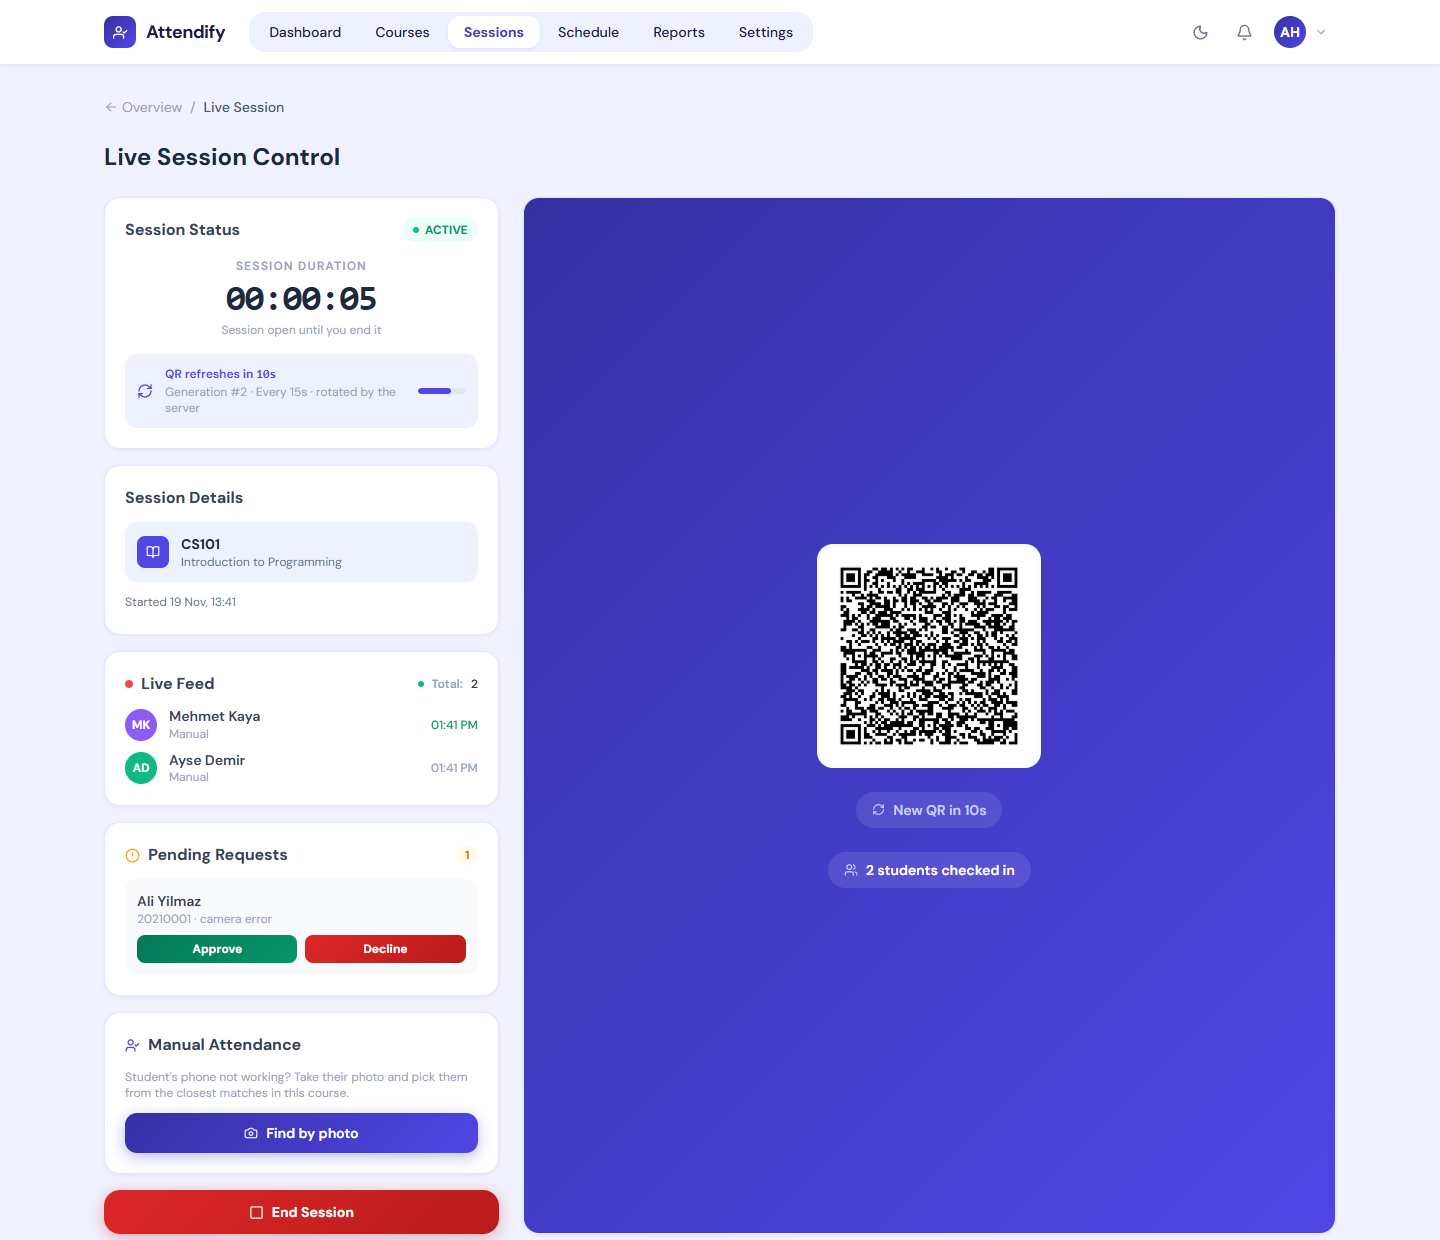 Attendify
Dashboard
Courses
Sessions
Schedule
Reports
Settings
AH
Overview / Live Session
Live Session Control
Session Status
ACTIVE
SESSION DURATION
00:00:05
Session open until you end it
QR refreshes in 10s
Generation #2 · Every 15s · rotated by the
server
Session Details
CS101
Introduction to Programming
Started 19 Nov, 13:41
Live Feed
Total: 2
MK
Mehmet Kaya
Manual
01:41 PM
AD
Ayse Demir
Manual
01:41 PM
Pending Requests
1
Ali Yilmaz
20210001 · camera error
Approve
Decline
Manual Attendance
Student's phone not working? Take their photo and pick them
from the closest matches in this course.
Find by photo
End Session
New QR in 10s
2 students checked in